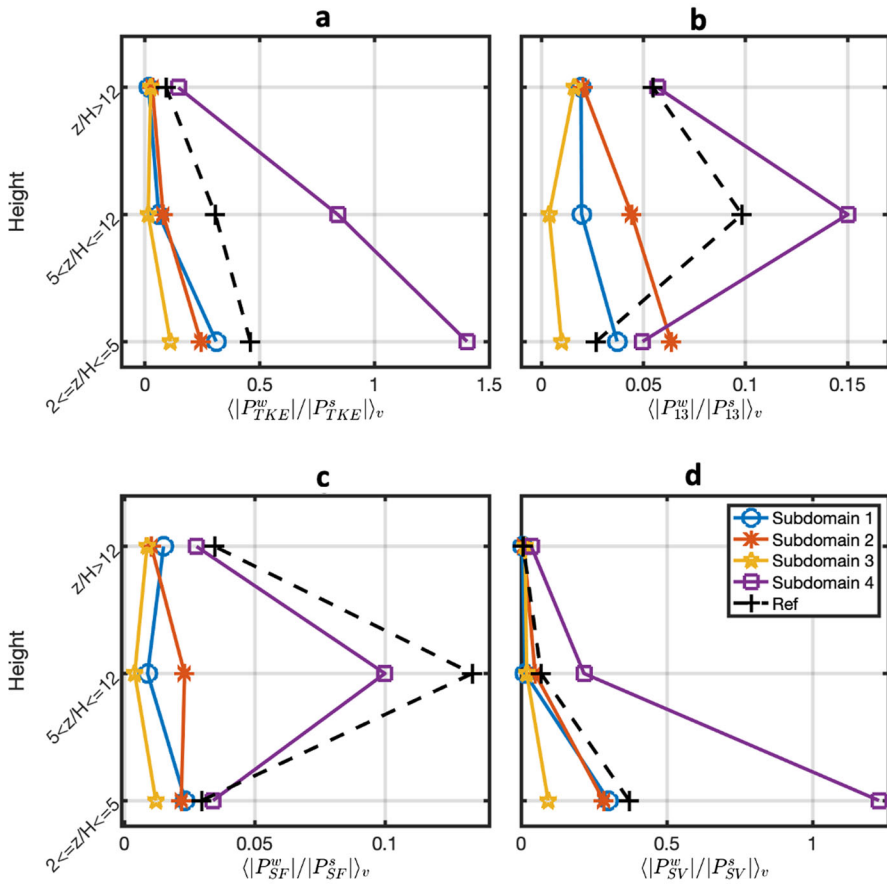 a
b
z/H>12
5<z/H<=12
2<=z/H<=5
Height
0 0.5 1 1.5
⟨|P^w_{TKE}|/|P^s_{TKE}|⟩_v
0 0.05 0.1 0.15
⟨|P^w_{13}|/|P^s_{13}|⟩_v
c
d
z/H>12
5<z/H<=12
2<=z/H<=5
Height
0 0.05 0.1
⟨|P^w_{SF}|/|P^s_{SF}|⟩_v
Subdomain 1
Subdomain 2
Subdomain 3
Subdomain 4
Ref
0 1
⟨|P^w_{SV}|/|P^s_{SV}|⟩_v